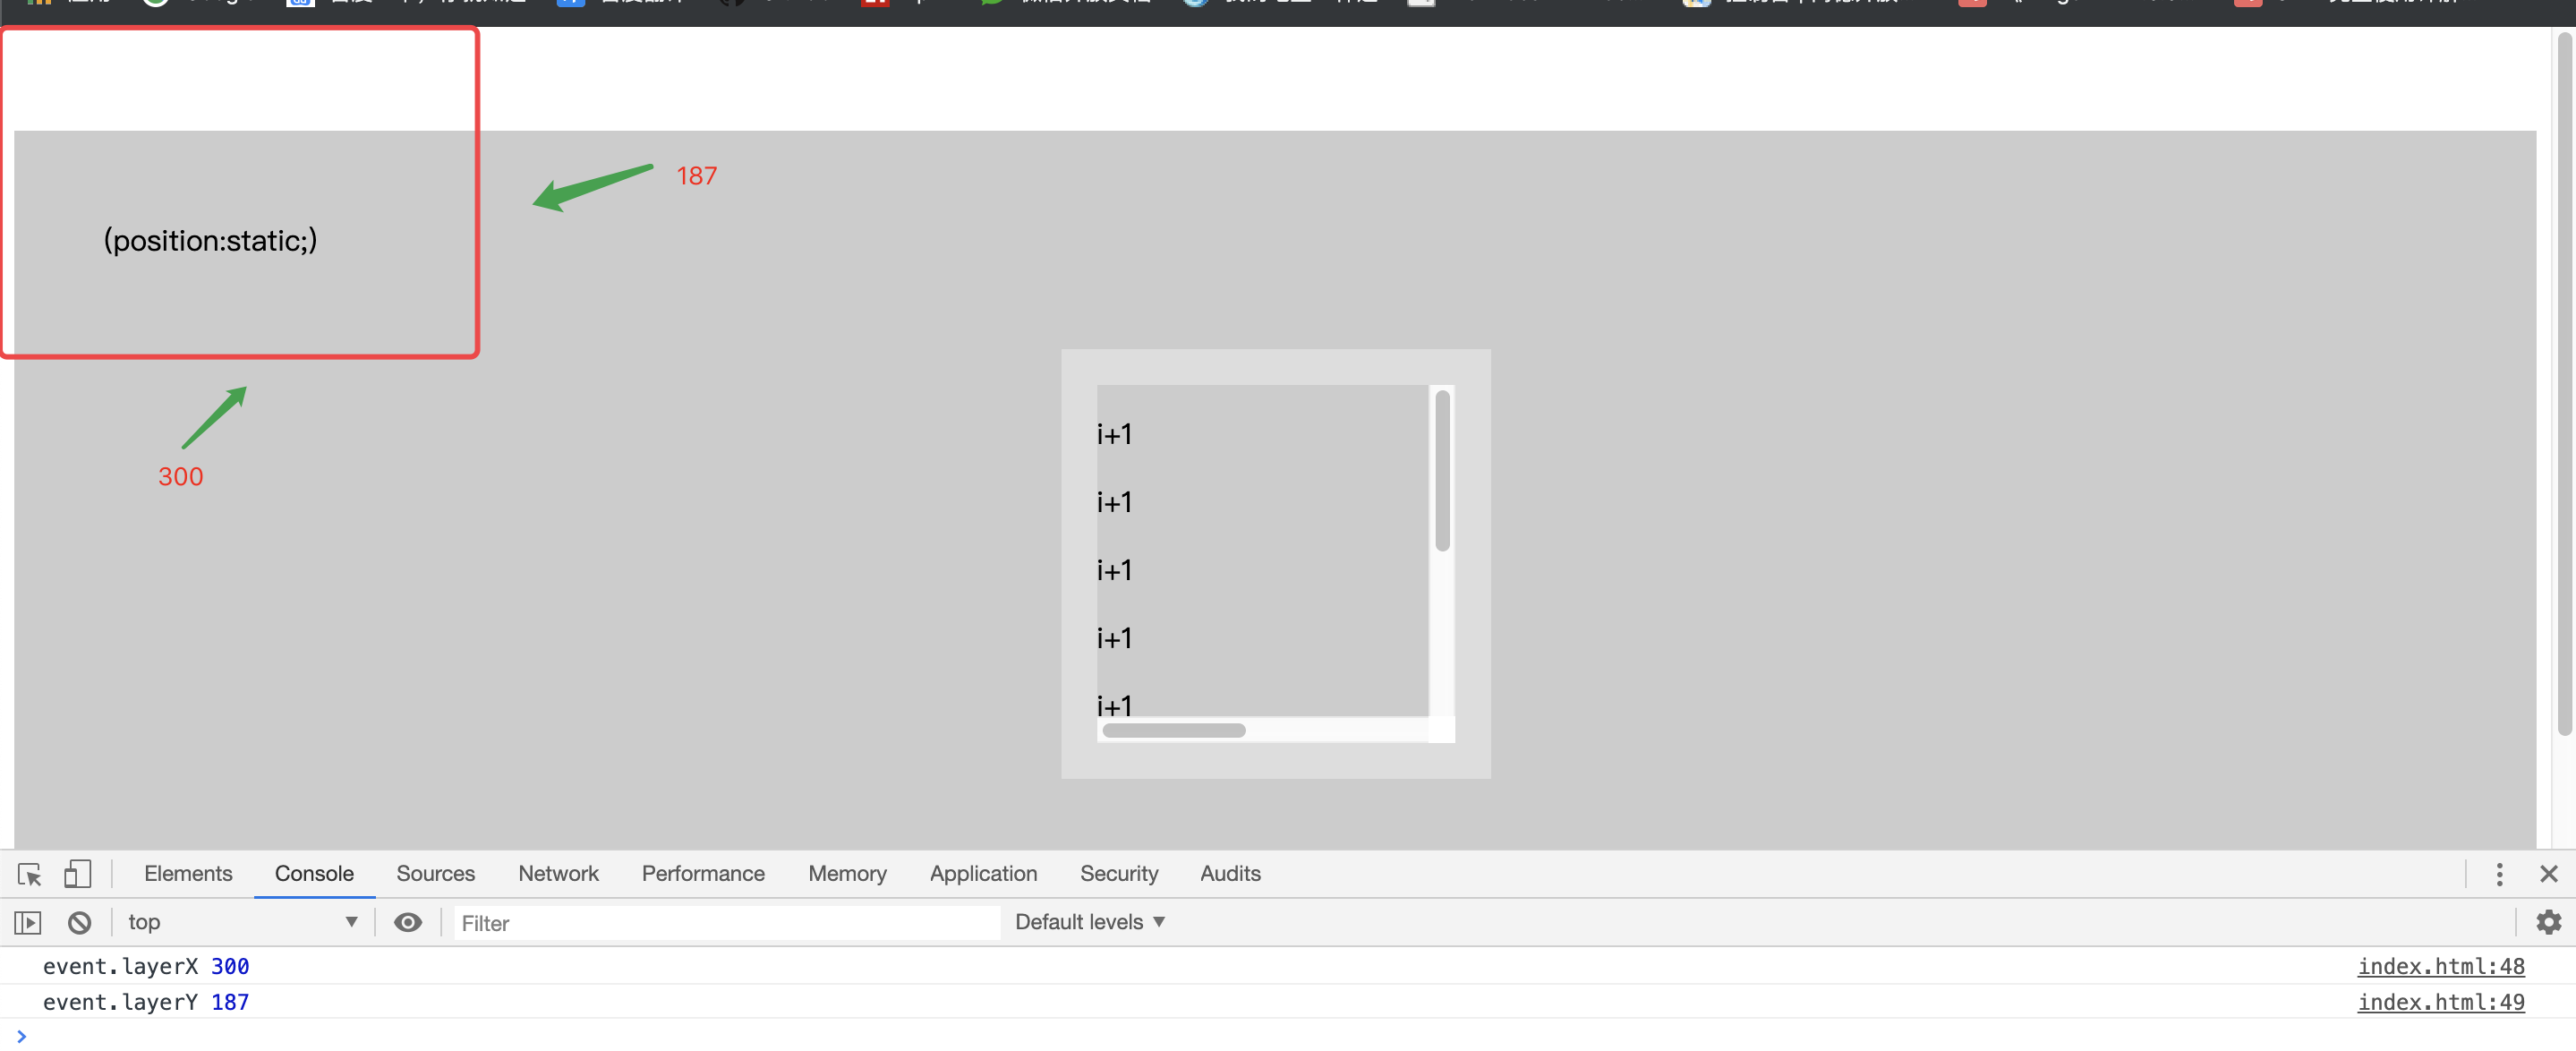 187
(position:static;)
300
i+1
i+1
i+1
i+1
i+1
Elements Console Sources Network Performance Memory Application Security Audits
top Filter Default levels
event.layerX 300 index.html:48
event.layerY 187 index.html:49